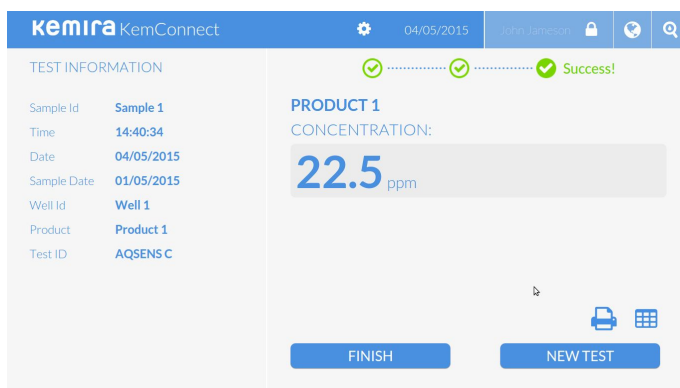 kemira KemConnect
04/05/2015
John Jameson
TEST INFORMATION
Success!
Sample Id Sample 1
Time 14:40:34
Date 04/05/2015
Sample Date 01/05/2015
Well Id Well 1
Product Product 1
Test ID AQSENS C
PRODUCT 1
CONCENTRATION:
22.5 ppm
FINISH
NEW TEST